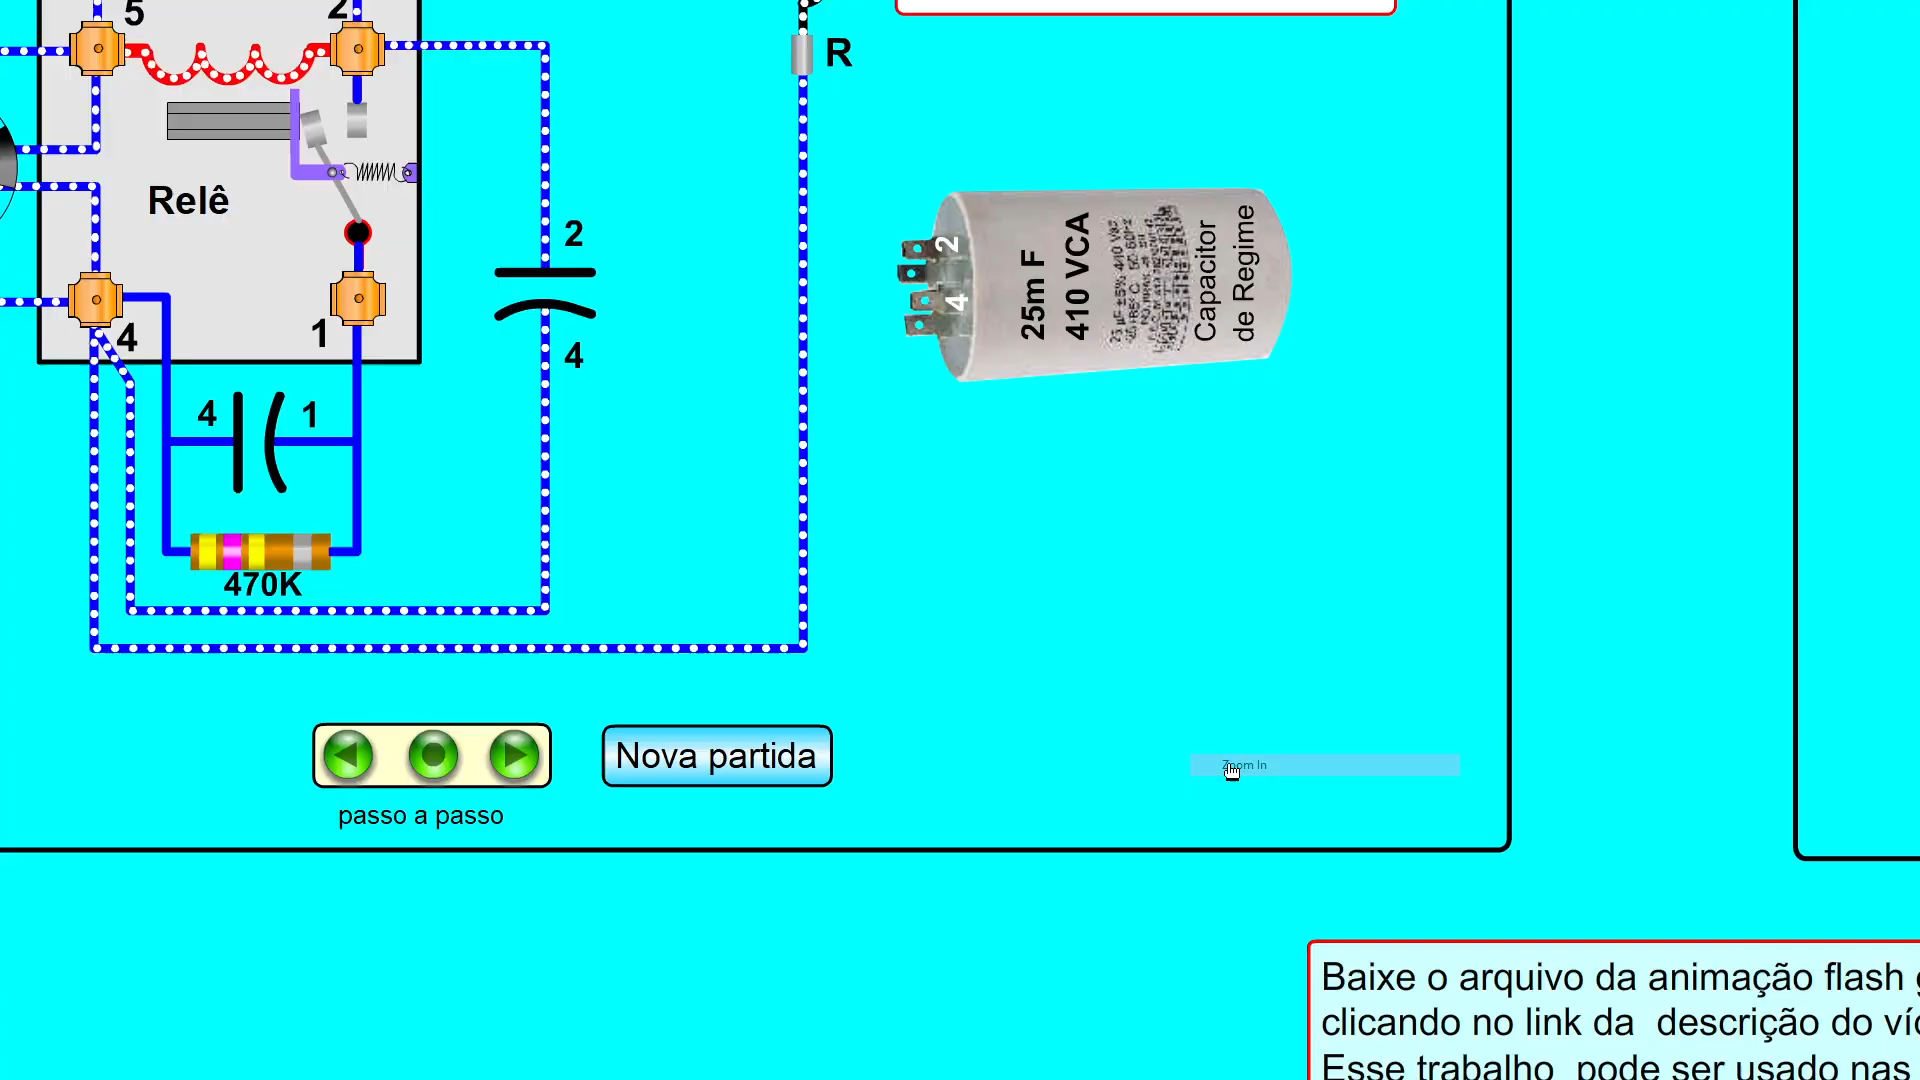 5
2
R
Relê
2
4
4
1
4
1
470K
2
4
25m F
410 VCA
Capacitor
de Regime
Nova partida
passo a passo
Zoom In
Baixe o arquivo da animação flash
clicando no link da descrição do
Esse trabalho pode ser usado nas